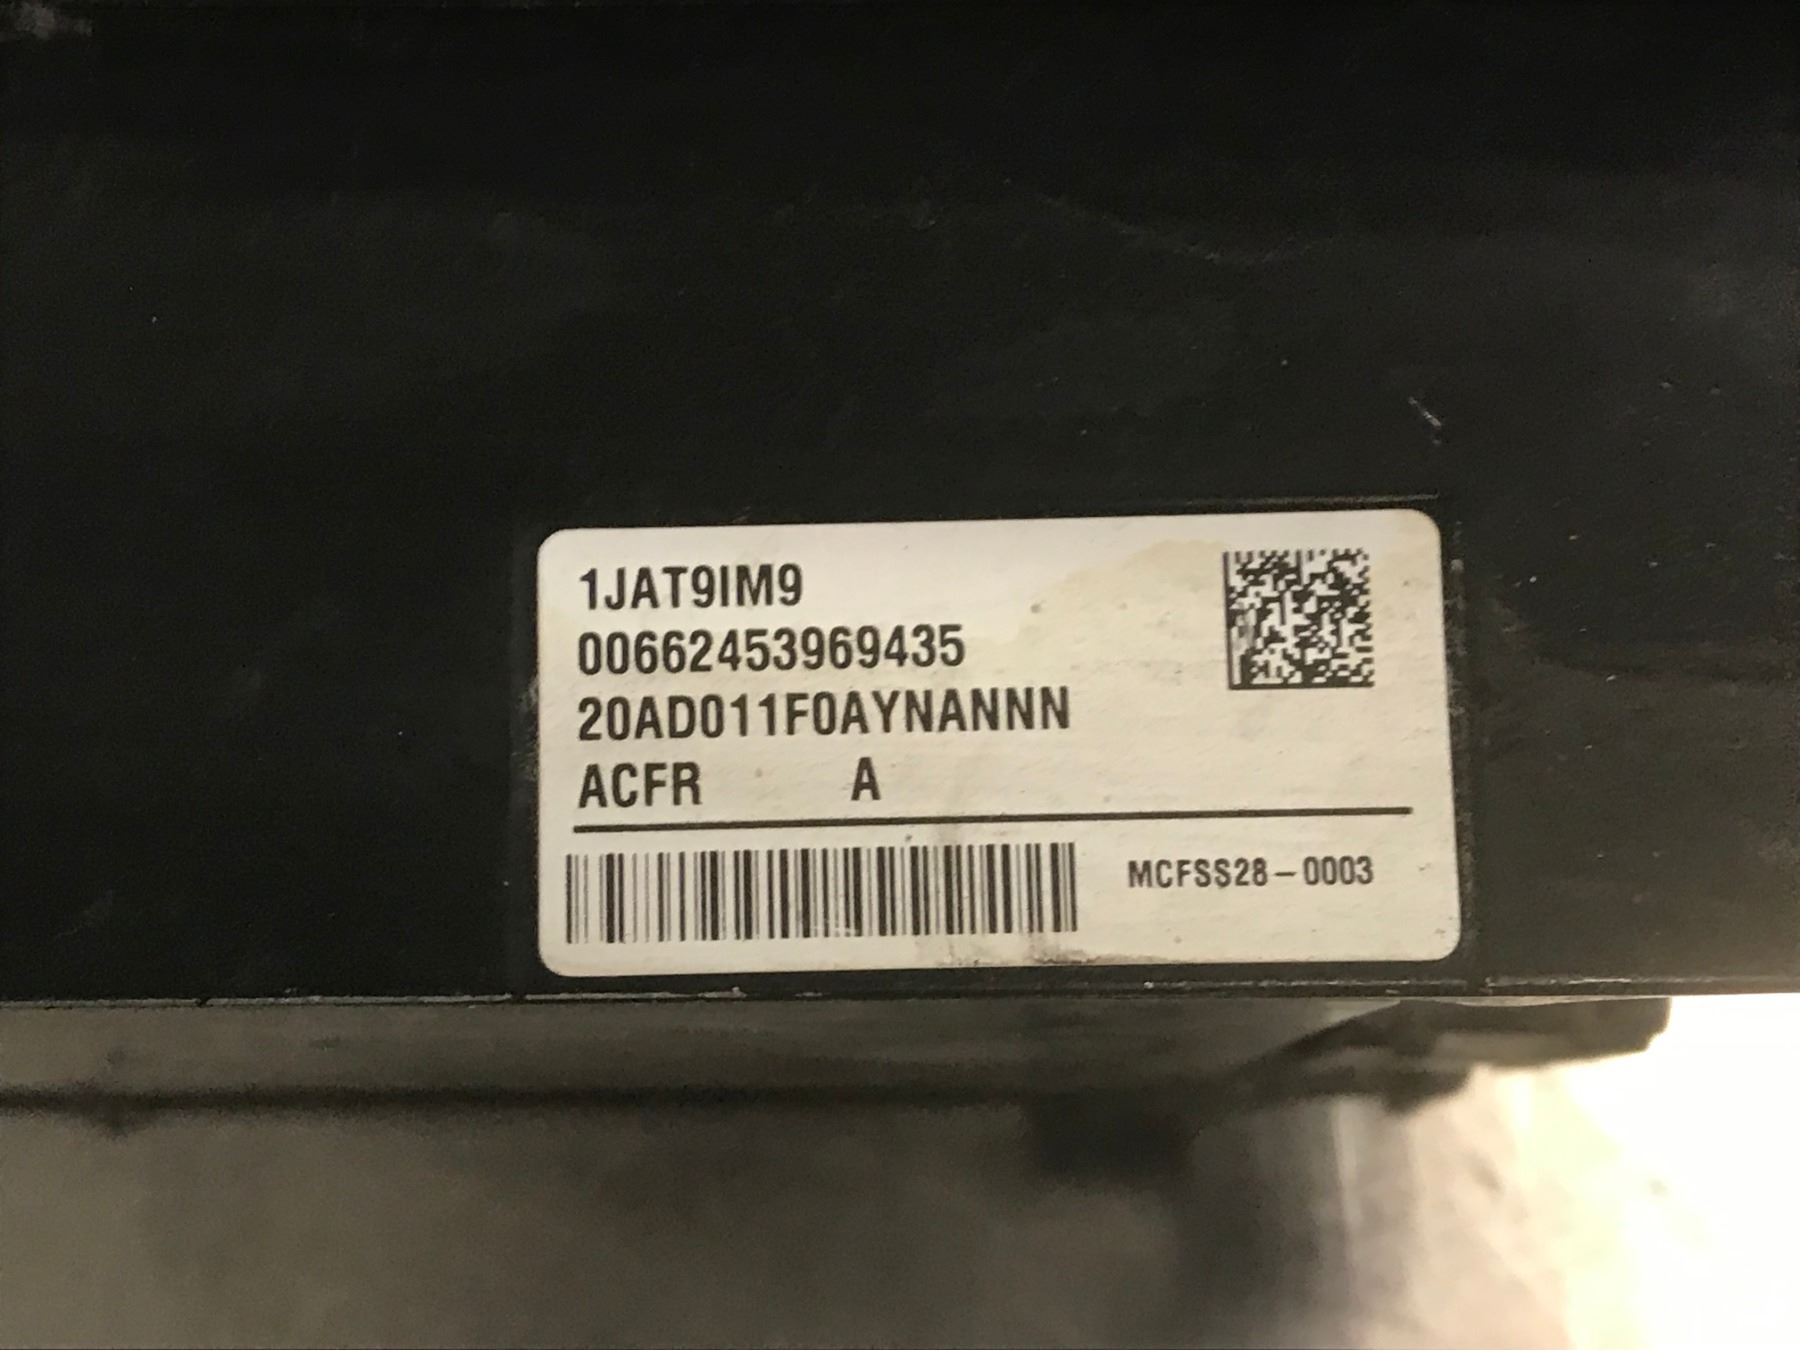 1JAT9IM9
00662453969435
20AD011F0AYNANNN
ACFR A
MCFSS28-0003